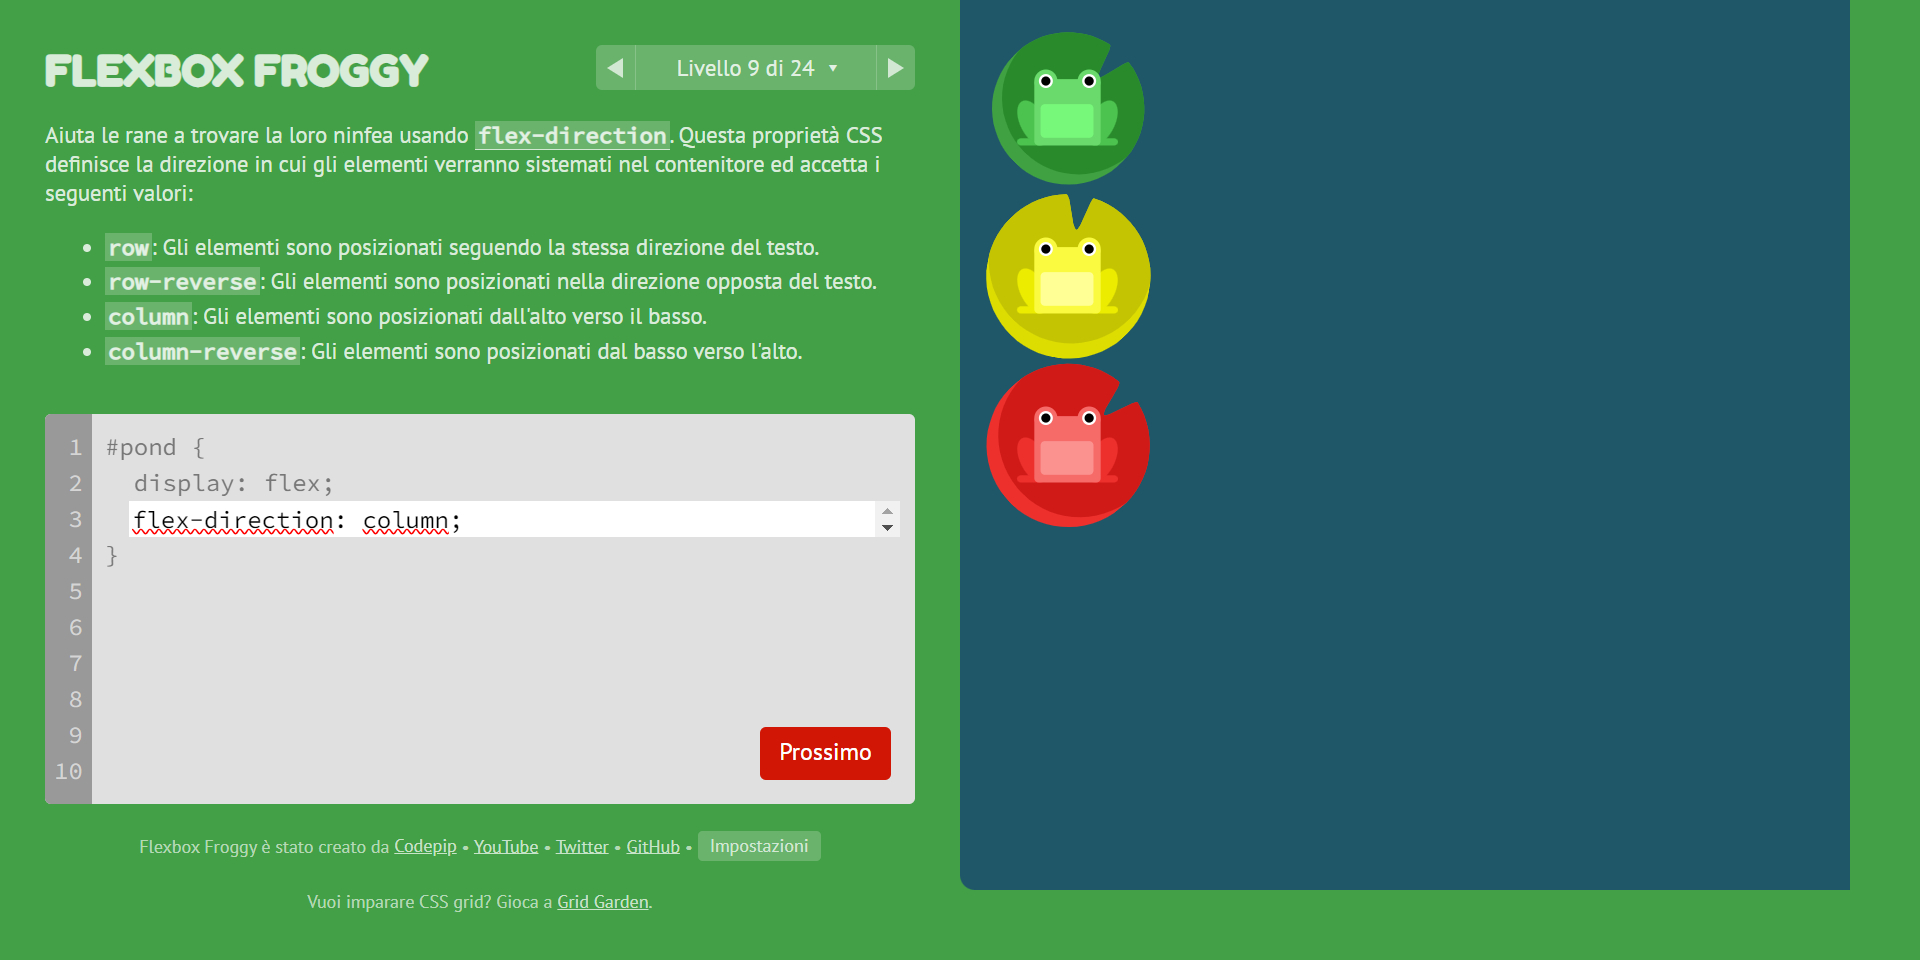 FLEXBOX FROGGY
Livello 9 di 24
Aiuta le rane a trovare la loro ninfea usando flex-direction. Questa proprietà CSS
definisce la direzione in cui gli elementi verranno sistemati nel contenitore ed accetta i
seguenti valori:
row: Gli elementi sono posizionati seguendo la stessa direzione del testo.
row-reverse: Gli elementi sono posizionati nella direzione opposta del testo.
column: Gli elementi sono posizionati dall'alto verso il basso.
column-reverse: Gli elementi sono posizionati dal basso verso l'alto.
1 #pond {
2 display: flex;
3 flex-direction: column;
4 }
5
6
7
8
9
10
Prossimo
Flexbox Froggy è stato creato da Codepip • YouTube • Twitter • GitHub • Impostazioni
Vuoi imparare CSS grid? Gioca a Grid Garden.